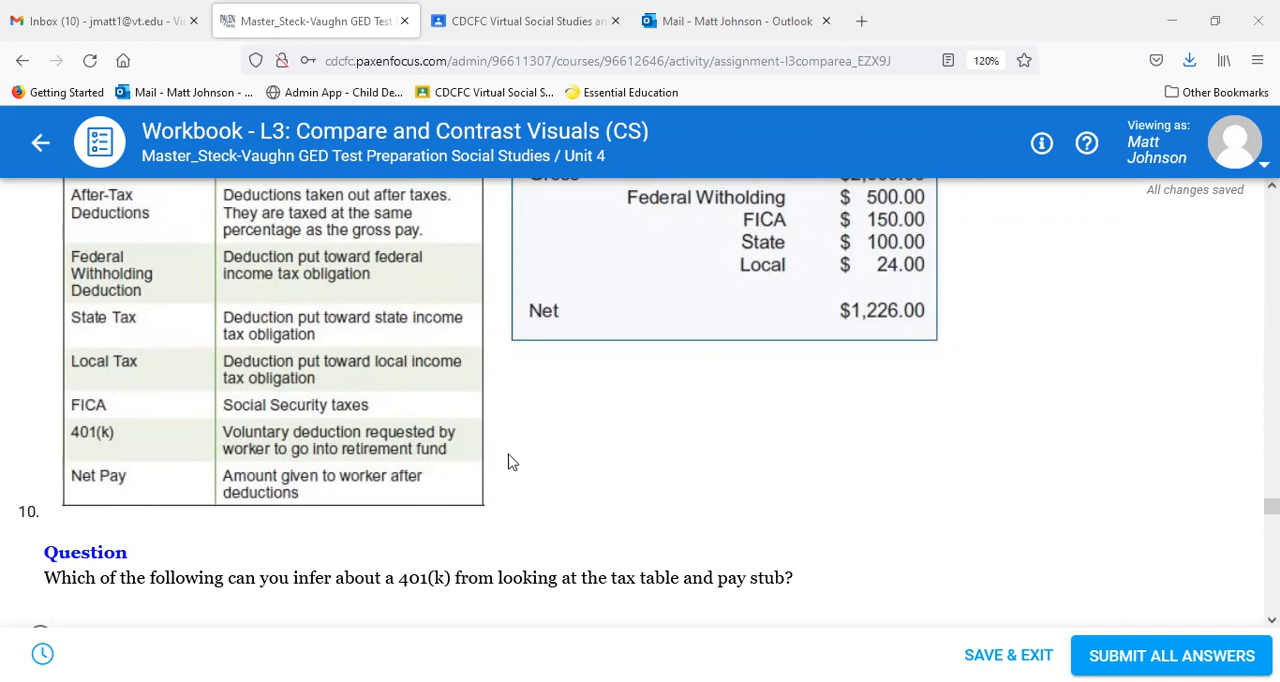 Inbox (10) - jmatt1@vt.edu - Vi
Master_Steck-Vaughn GED Test
CDCFC Virtual Social Studies an
Mail - Matt Johnson - Outlook
cdcfc.paxenfocus.com/admin/96611307/courses/96612646/activity/assignment-l3comparea_EZX9J
120%
Getting Started
Mail - Matt Johnson - ...
Admin App - Child De...
CDCFC Virtual Social S...
Essential Education
Other Bookmarks
Workbook - L3: Compare and Contrast Visuals (CS)
Master_Steck-Vaughn GED Test Preparation Social Studies / Unit 4
Viewing as:
Matt
Johnson
All changes saved
After-Tax
Deductions
Deductions taken out after taxes.
They are taxed at the same
percentage as the gross pay.
Federal
Withholding
Deduction
Deduction put toward federal
income tax obligation
State Tax
Deduction put toward state income
tax obligation
Local Tax
Deduction put toward local income
tax obligation
FICA
Social Security taxes
401(k)
Voluntary deduction requested by
worker to go into retirement fund
Net Pay
Amount given to worker after
deductions
Federal Witholding $ 500.00
FICA $ 150.00
State $ 100.00
Local $ 24.00
Net $1,226.00
10.
Question
Which of the following can you infer about a 401(k) from looking at the tax table and pay stub?
SAVE & EXIT
SUBMIT ALL ANSWERS